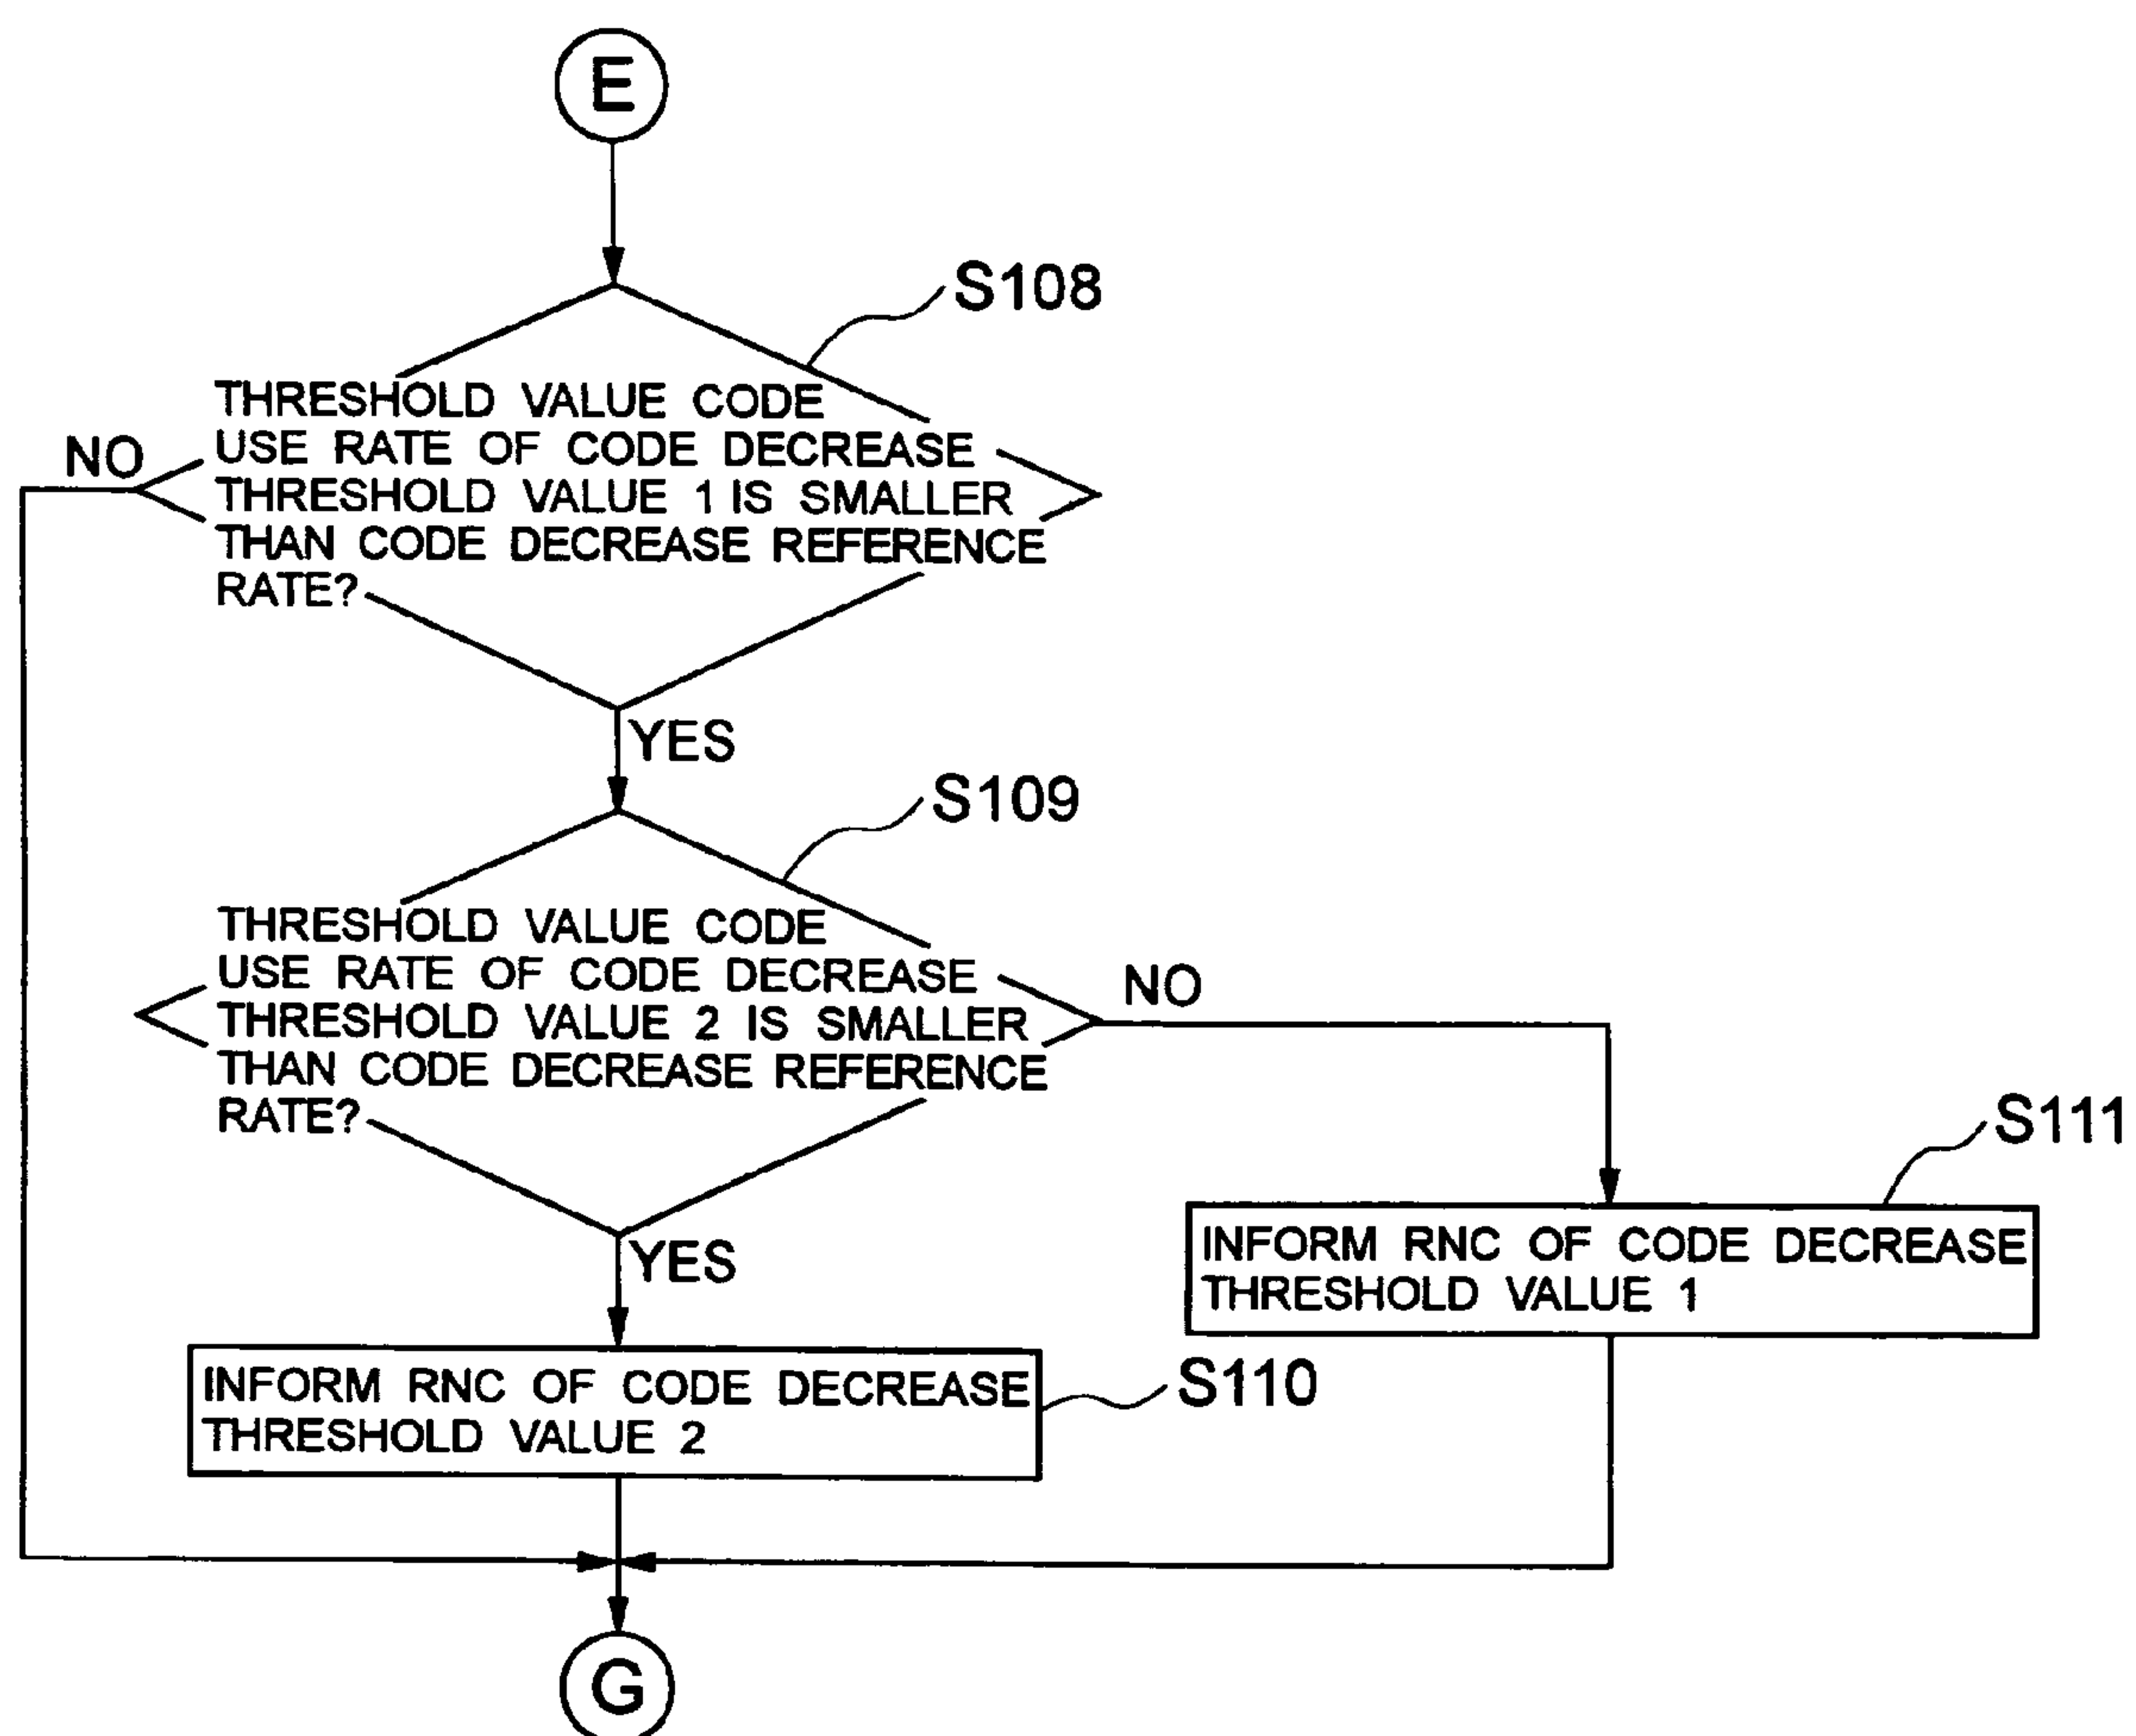 E
S108
THRESHOLD VALUE CODE
USE RATE OF CODE DECREASE
THRESHOLD VALUE 1 IS SMALLER
THAN CODE DECREASE REFERENCE
RATE?
NO
YES
S109
THRESHOLD VALUE CODE
USE RATE OF CODE DECREASE
THRESHOLD VALUE 2 IS SMALLER
THAN CODE DECREASE REFERENCE
RATE?
NO
YES
S111
INFORM RNC OF CODE DECREASE
THRESHOLD VALUE 1
INFORM RNC OF CODE DECREASE
THRESHOLD VALUE 2
S110
G